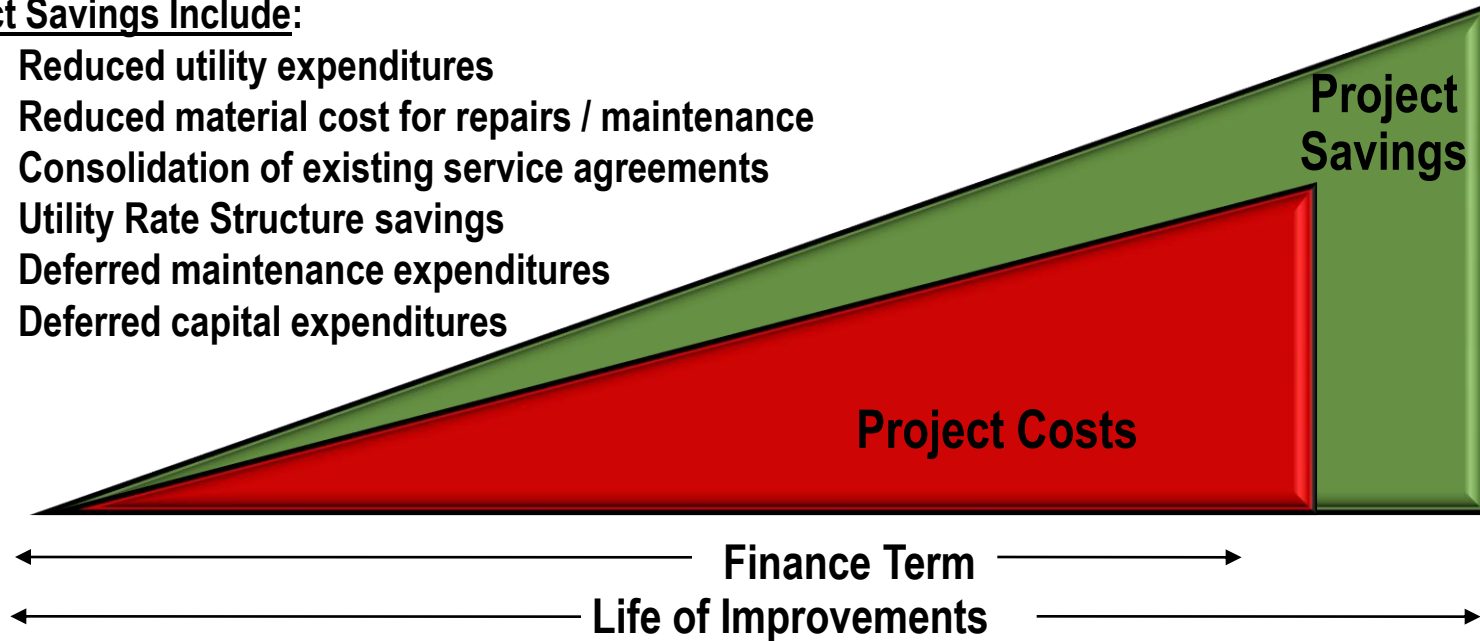 ct Savings Include:
Reduced utility expenditures
Reduced material cost for repairs / maintenance
Consolidation of existing service agreements
Utility Rate Structure savings
Deferred maintenance expenditures
Deferred capital expenditures
Project
Savings
Project Costs
Finance Term
Life of Improvements